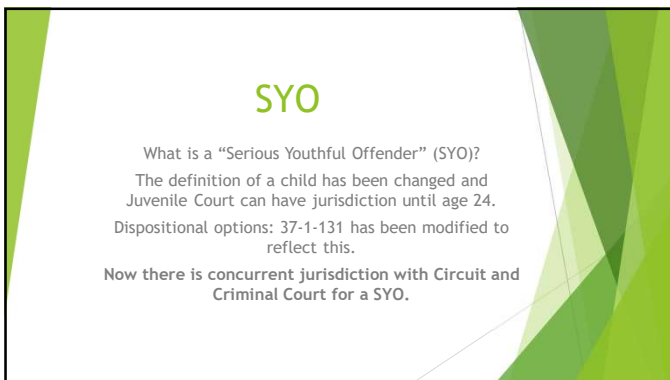 SYO
What is a “Serious Youthful Offender” (SYO)?
The definition of a child has been changed and
Juvenile Court can have jurisdiction until age 24.
Dispositional options: 37-1-131 has been modified to
reflect this.
Now there is concurrent jurisdiction with Circuit and
Criminal Court for a SYO.